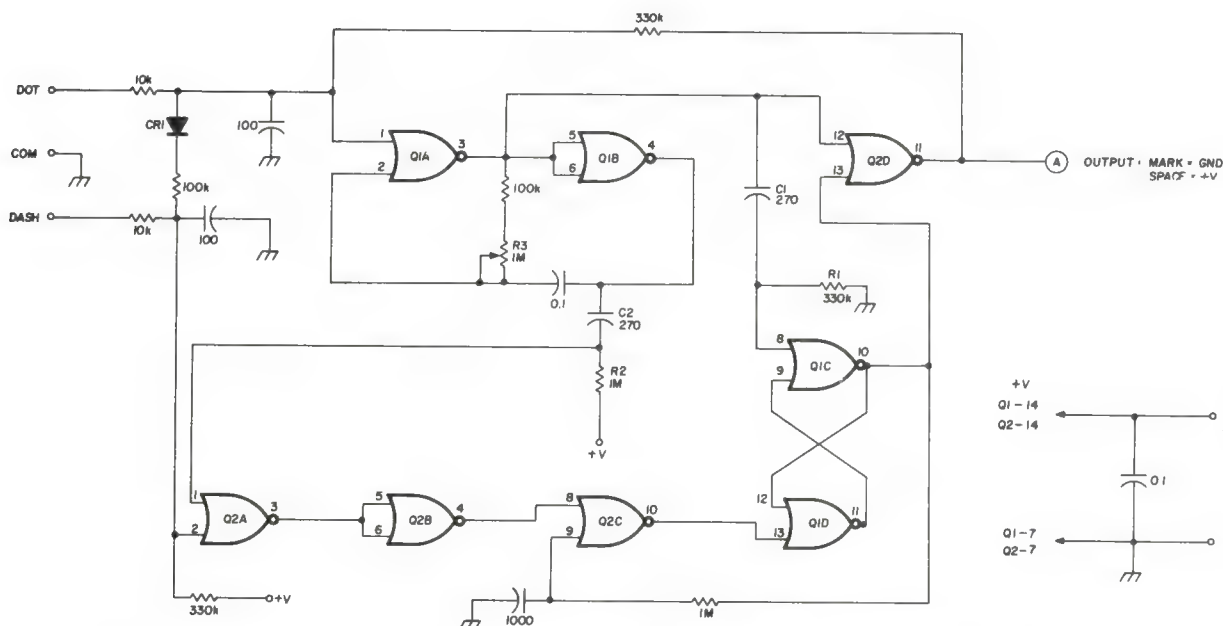 330k
DOT
10k
CR1
100
COM
100k
DASH
10k
100
1
2
Q1A
3
5
6
Q1B
4
100k
R3
1M
0.1
C2
270
R2
1M
+V
C1
270
R1
330k
12
13
Q2D
11
A
OUTPUT: MARK = GND
SPACE = +V
8
9
Q1C
10
12
13
Q1D
11
1
2
Q2A
3
5
6
Q2B
4
8
9
Q2C
10
330k
+V
1000
1M
+V
Q1-14
Q2-14
0.1
Q1-7
Q2-7